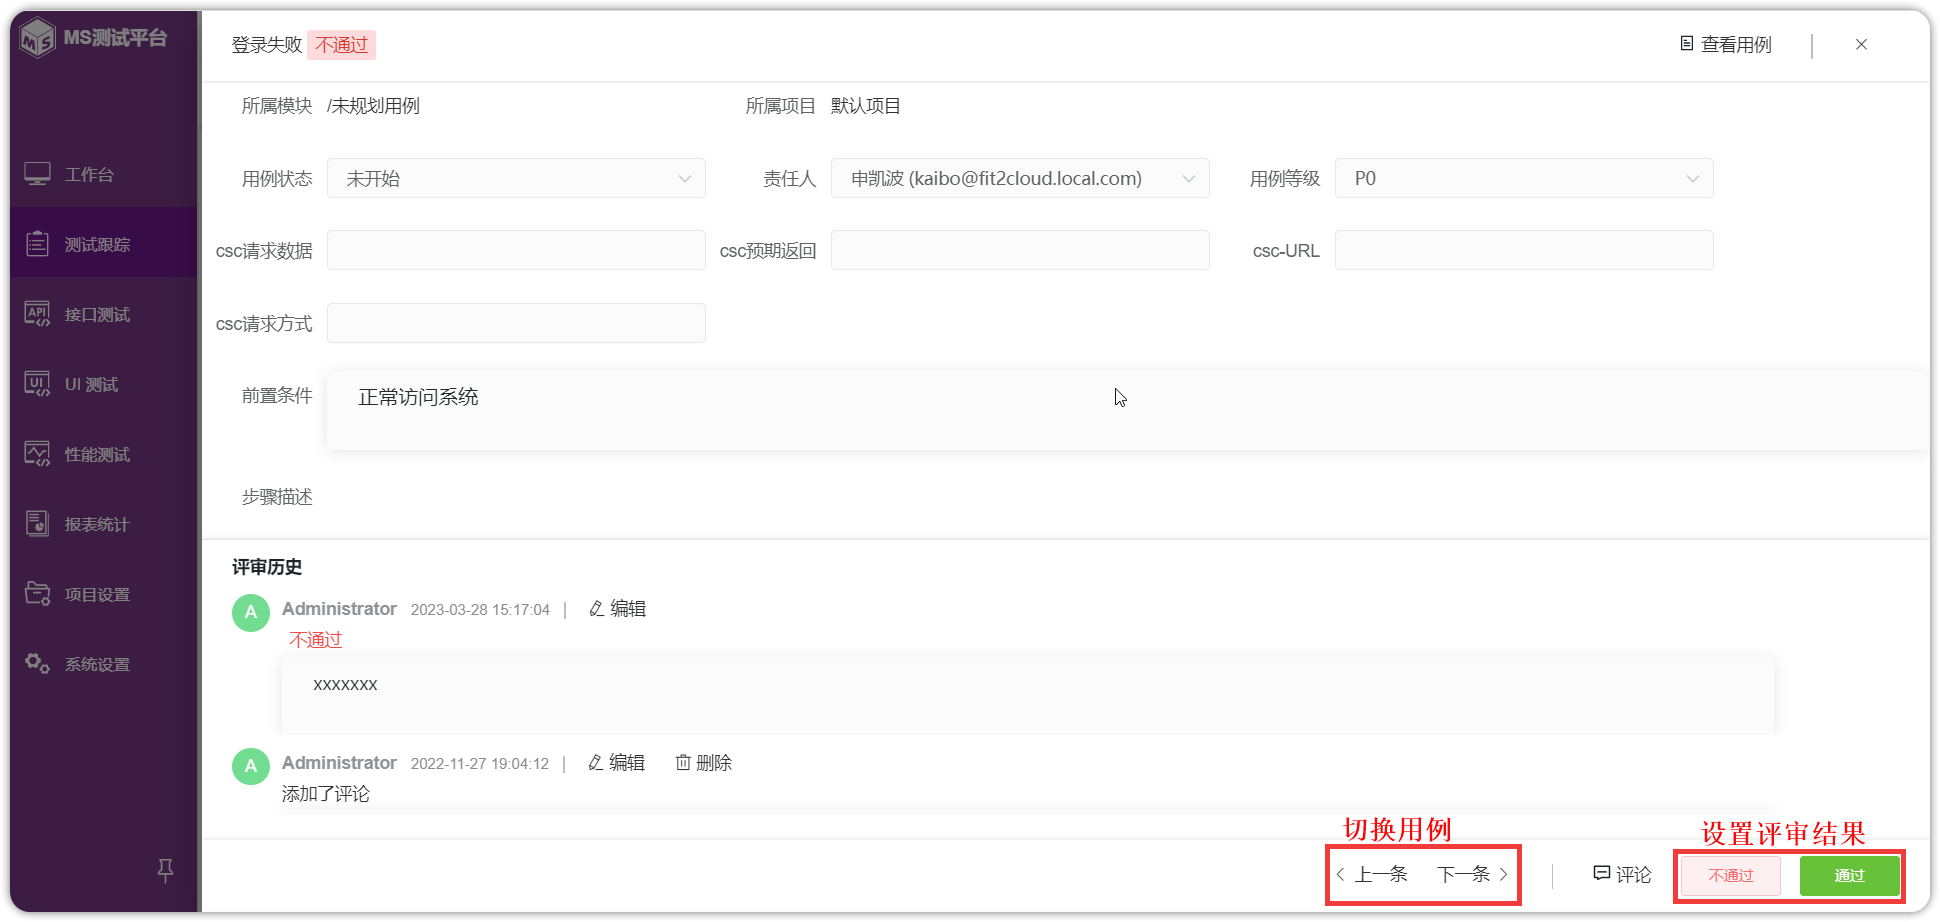 MS测试平台
登录失败 不通过 查看用例
所属模块 /未规划用例 所属项目 默认项目
工作台
用例状态 未开始 责任人 申凯波 (kaibo@fit2cloud.local.com) 用例等级 P0
测试跟踪
csc请求数据 csc预期返回 csc-URL
API 接口测试
csc请求方式
UI UI 测试
前置条件 正常访问系统
性能测试
步骤描述
报表统计
评审历史
项目设置
A Administrator 2023-03-28 15:17:04 | 编辑
不通过
系统设置
xxxxxxx
A Administrator 2022-11-27 19:04:12 | 编辑 删除
添加了评论
切换用例 设置评审结果
上一条 下一条 评论 不通过 通过